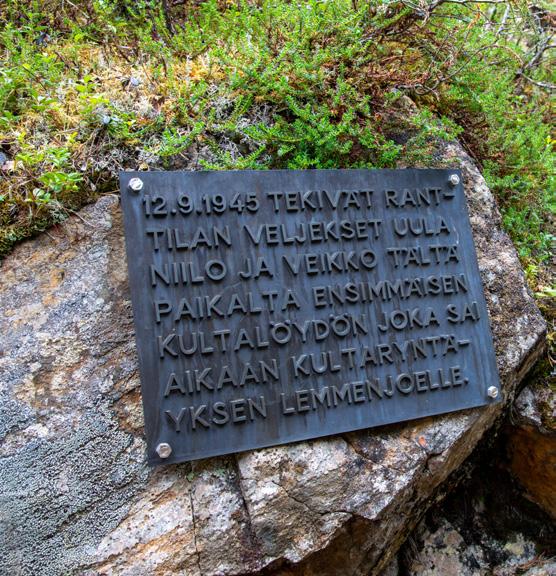 12.9.1945 TEKIVÄT RANT-
TILAN VELJEKSET UULA
NIILO JA VEIKKO TÄLTÄ
PAIKALTA ENSIMMÄISEN
KULTALÖYDÖN JOKA SAI
AIKAAN KULTARYNTÄ-
YKSEN LEMMENJOELLE.